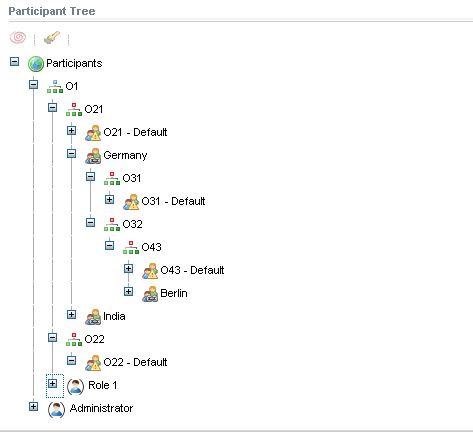 Participant Tree
Participants
O1
O21
O21 - Default
Germany
O31
O31 - Default
O32
O43
O43 - Default
Berlin
India
O22
O22 - Default
Role 1
Administrator